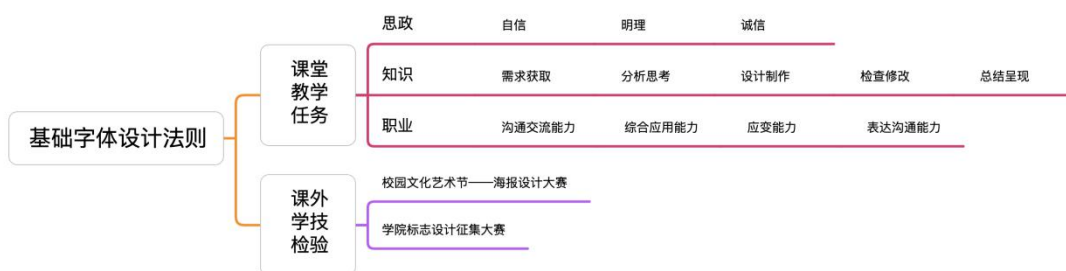 基础字体设计法则
课堂
教学
任务
思政 自信 明理 诚信
知识 需求获取 分析思考 设计制作 检查修改 总结呈现
职业 沟通交流能力 综合应用能力 应变能力 表达沟通能力
课外
学技
检验
校园文化艺术节——海报设计大赛
学院标志设计征集大赛